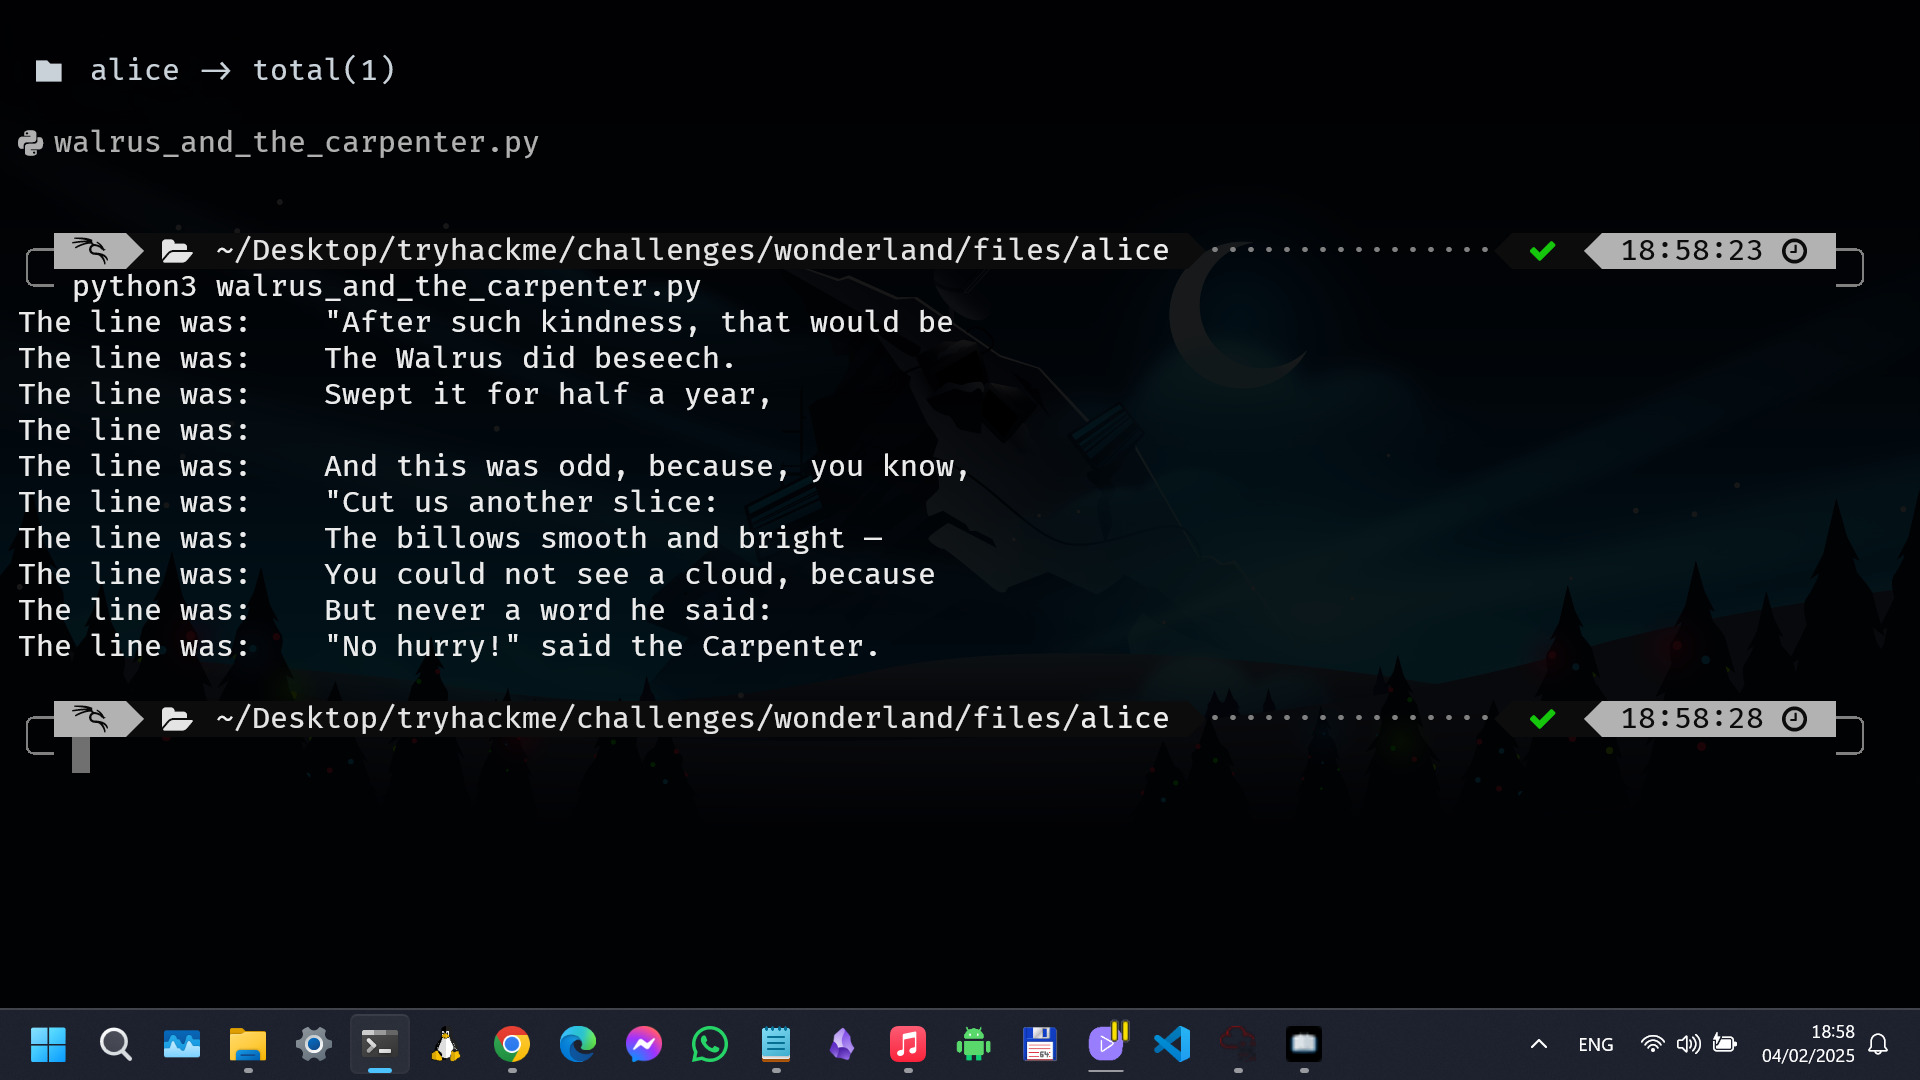 alice → total(1)
walrus_and_the_carpenter.py
~/Desktop/tryhackme/challenges/wonderland/files/alice ✔ 18:58:23
python3 walrus_and_the_carpenter.py
The line was:    "After such kindness, that would be
The line was:    The Walrus did beseech.
The line was:    Swept it for half a year,
The line was:
The line was:    And this was odd, because, you know,
The line was:    "Cut us another slice:
The line was:    The billows smooth and bright —
The line was:    You could not see a cloud, because
The line was:    But never a word he said:
The line was:    "No hurry!" said the Carpenter.
~/Desktop/tryhackme/challenges/wonderland/files/alice ✔ 18:58:28
64
ENG
18:58
04/02/2025